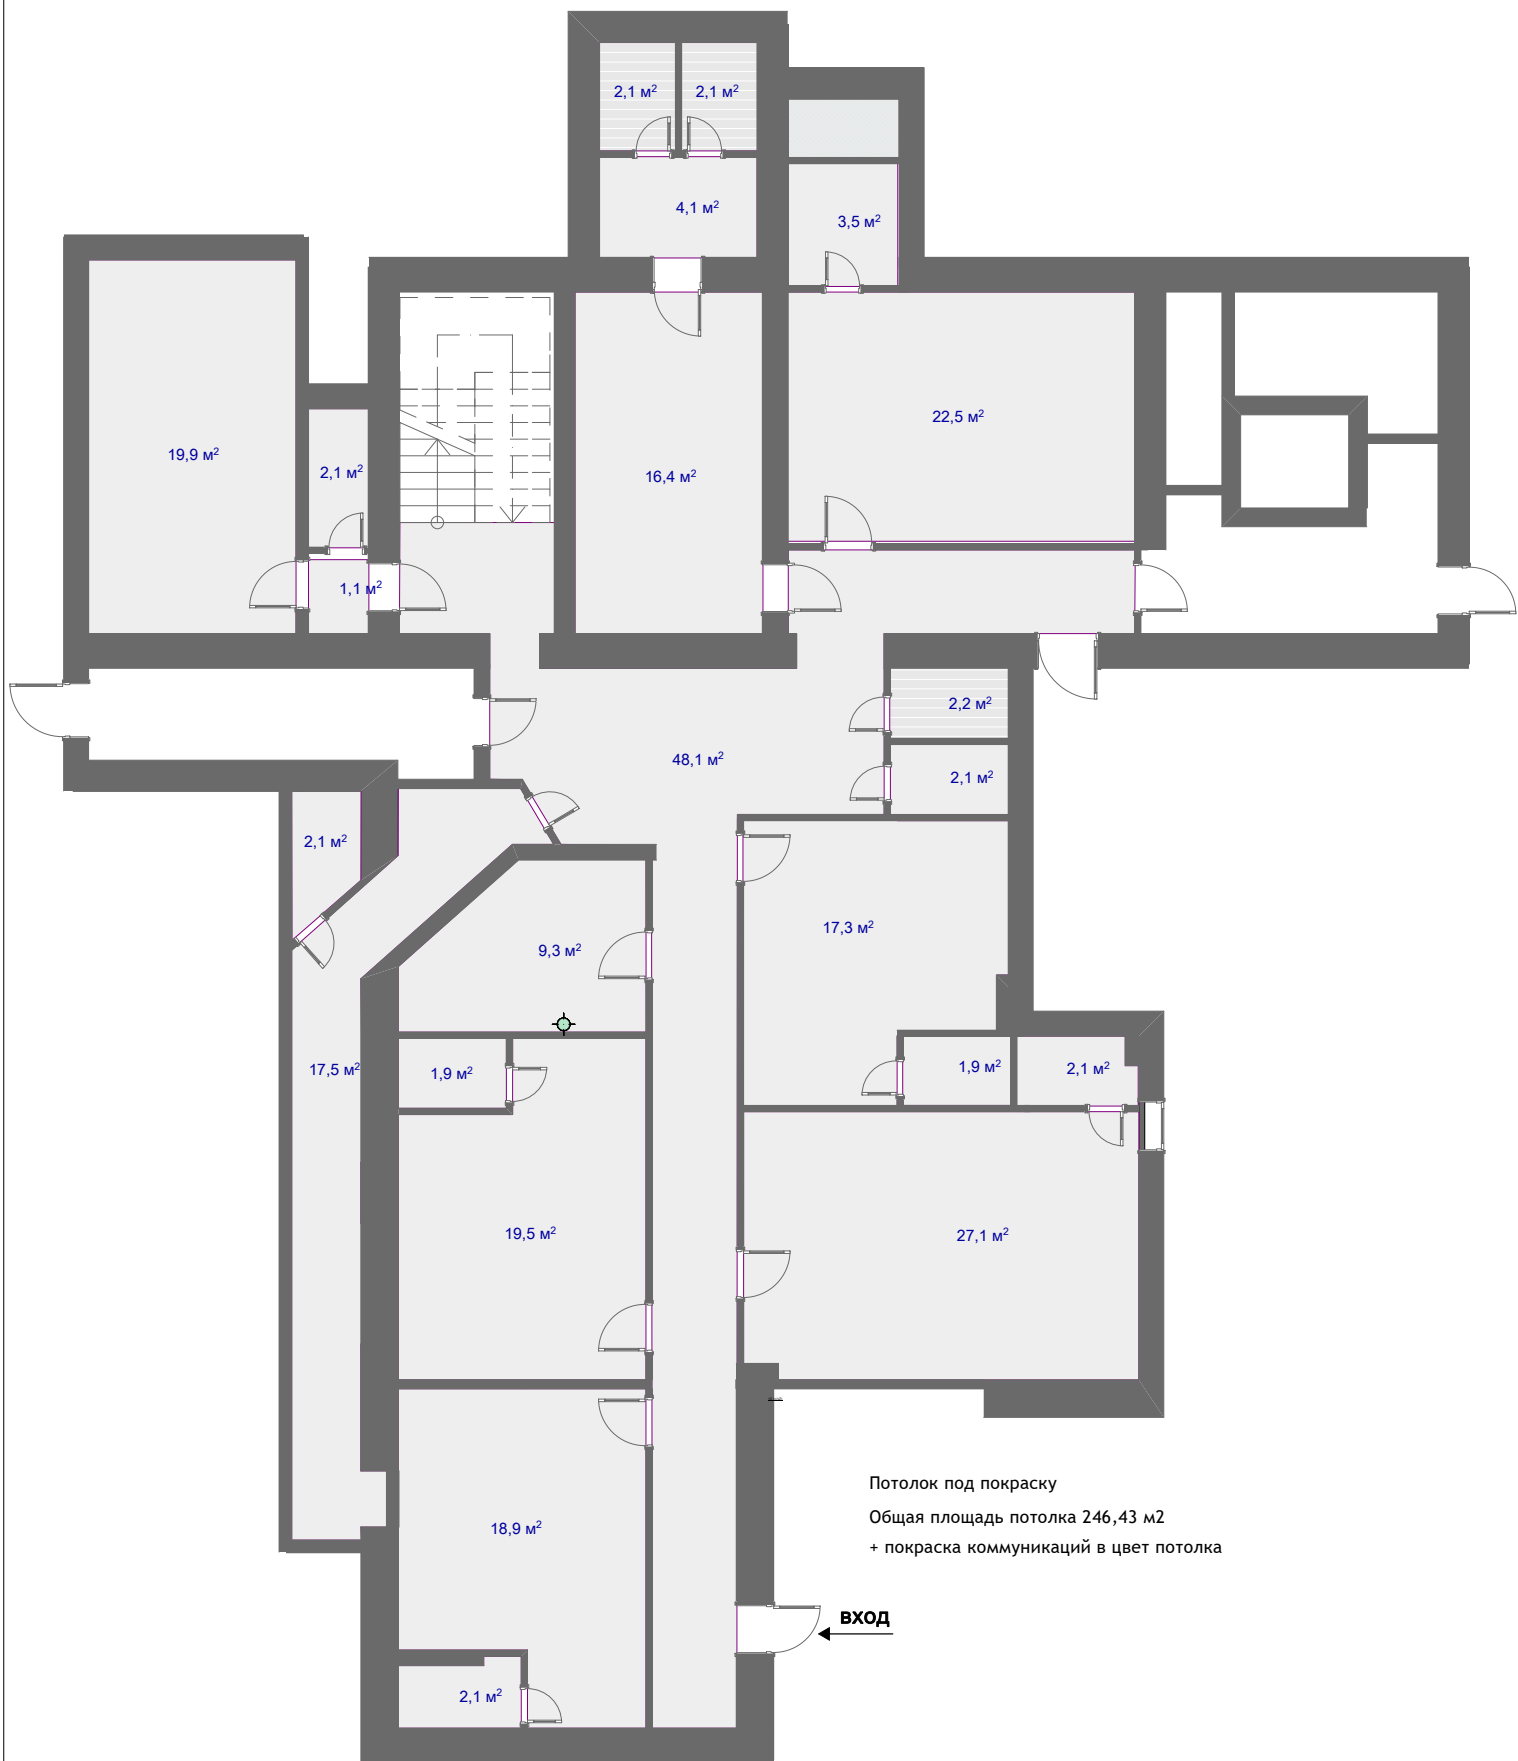 2,1 м²
2,1 м²
4,1 м²
3,5 м²
22,5 м²
19,9 м²
2,1 м²
16,4 м²
1,1 м²
2,2 м²
48,1 м²
2,1 м²
2,1 м²
17,3 м²
9,3 м²
17,5 м²
1,9 м²
1,9 м²
2,1 м²
19,5 м²
27,1 м²
Потолок под покраску
Общая площадь потолка 246,43 м2
+ покраска коммуникаций в цвет потолка
18,9 м²
ВХОД
2,1 м²